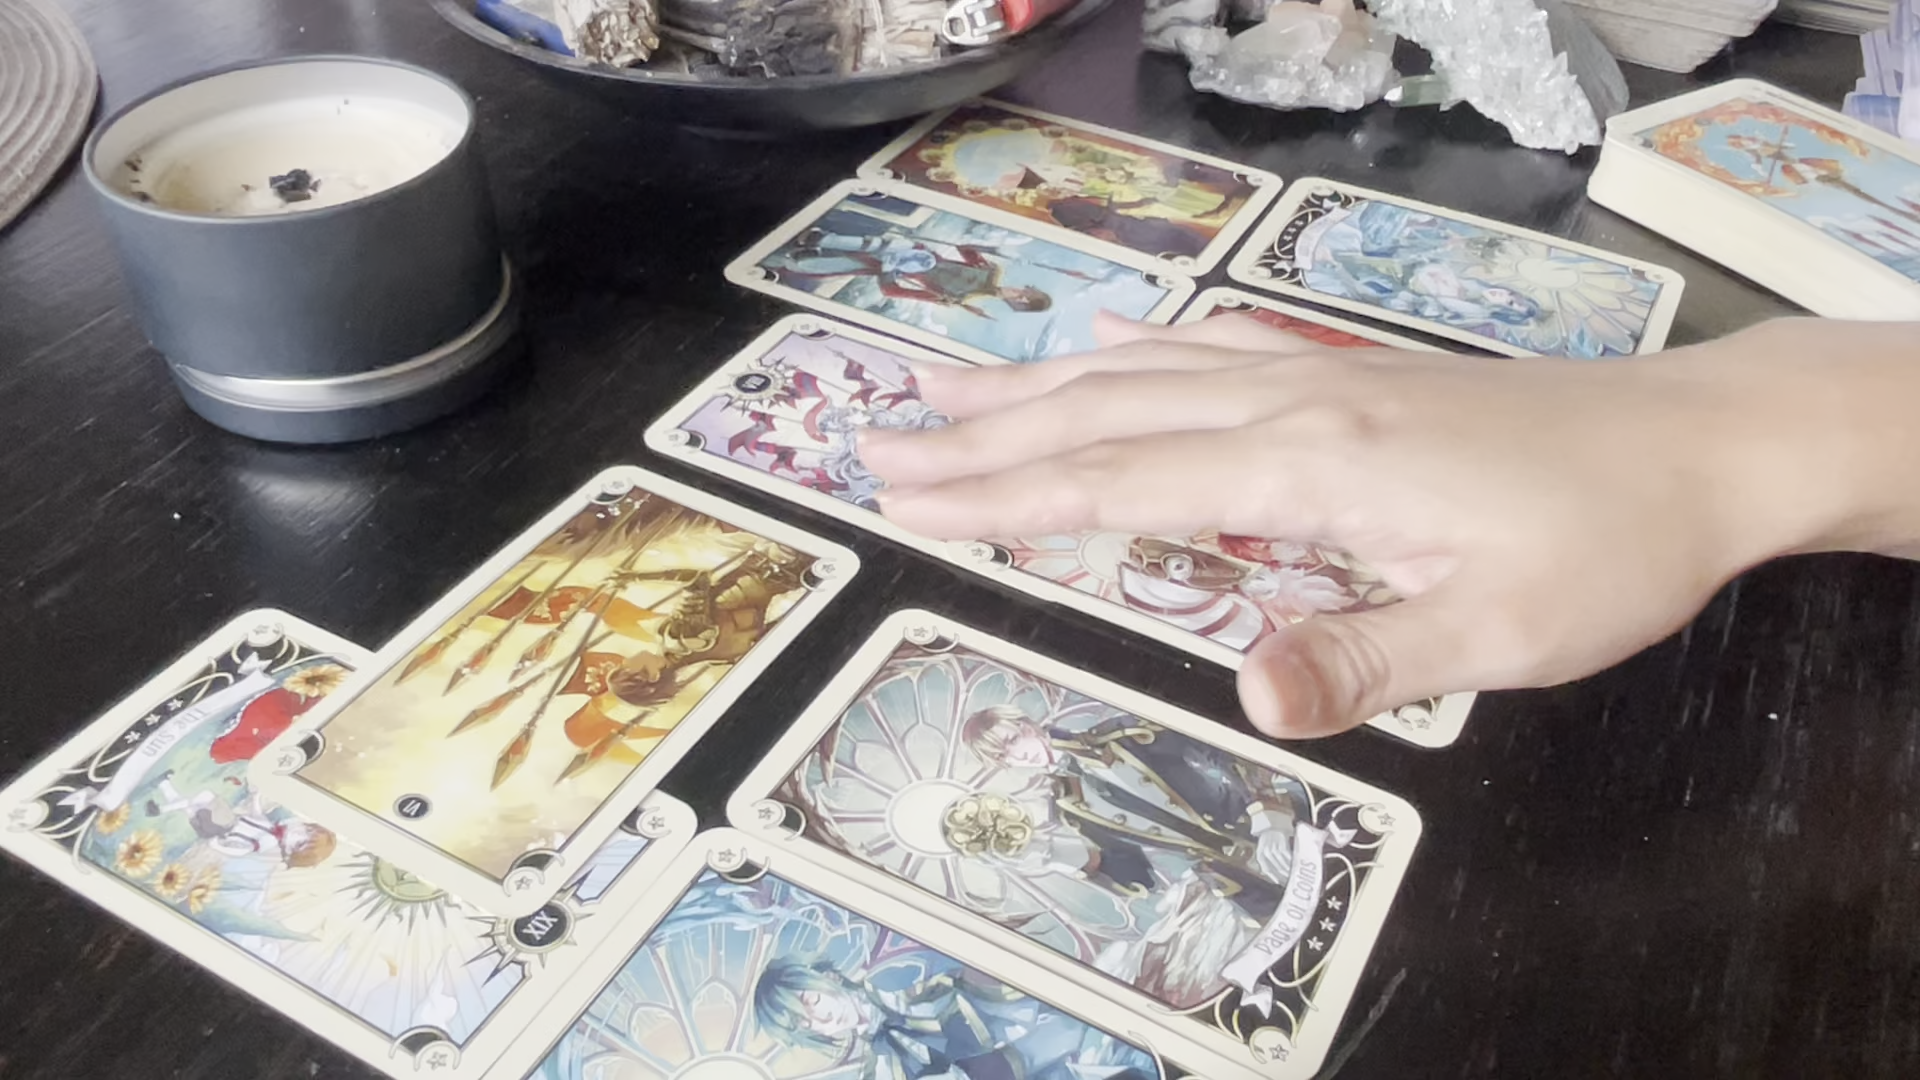 The Sun
XIX
VI
Page of Coins